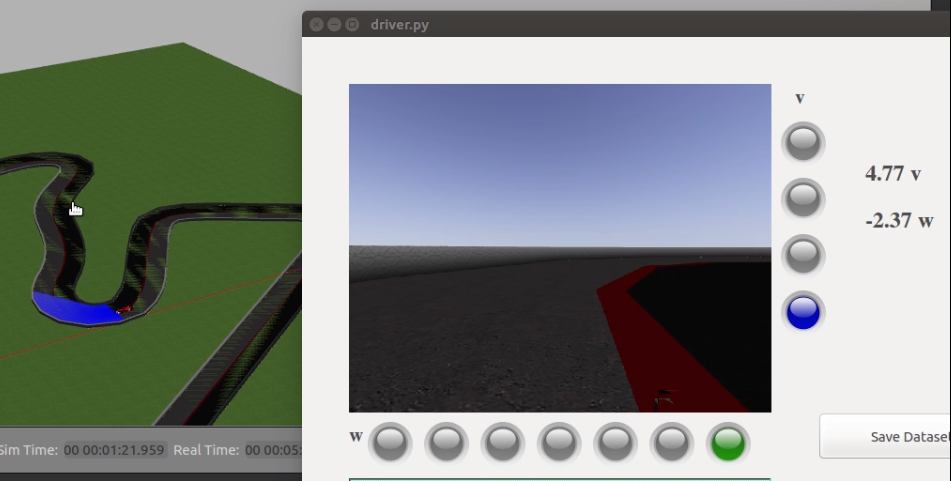 driver.py
v
4.77 v
-2.37 w
w
Save Dataset
Sim Time: 00 00:01:21.959 Real Time: 00 00:05: